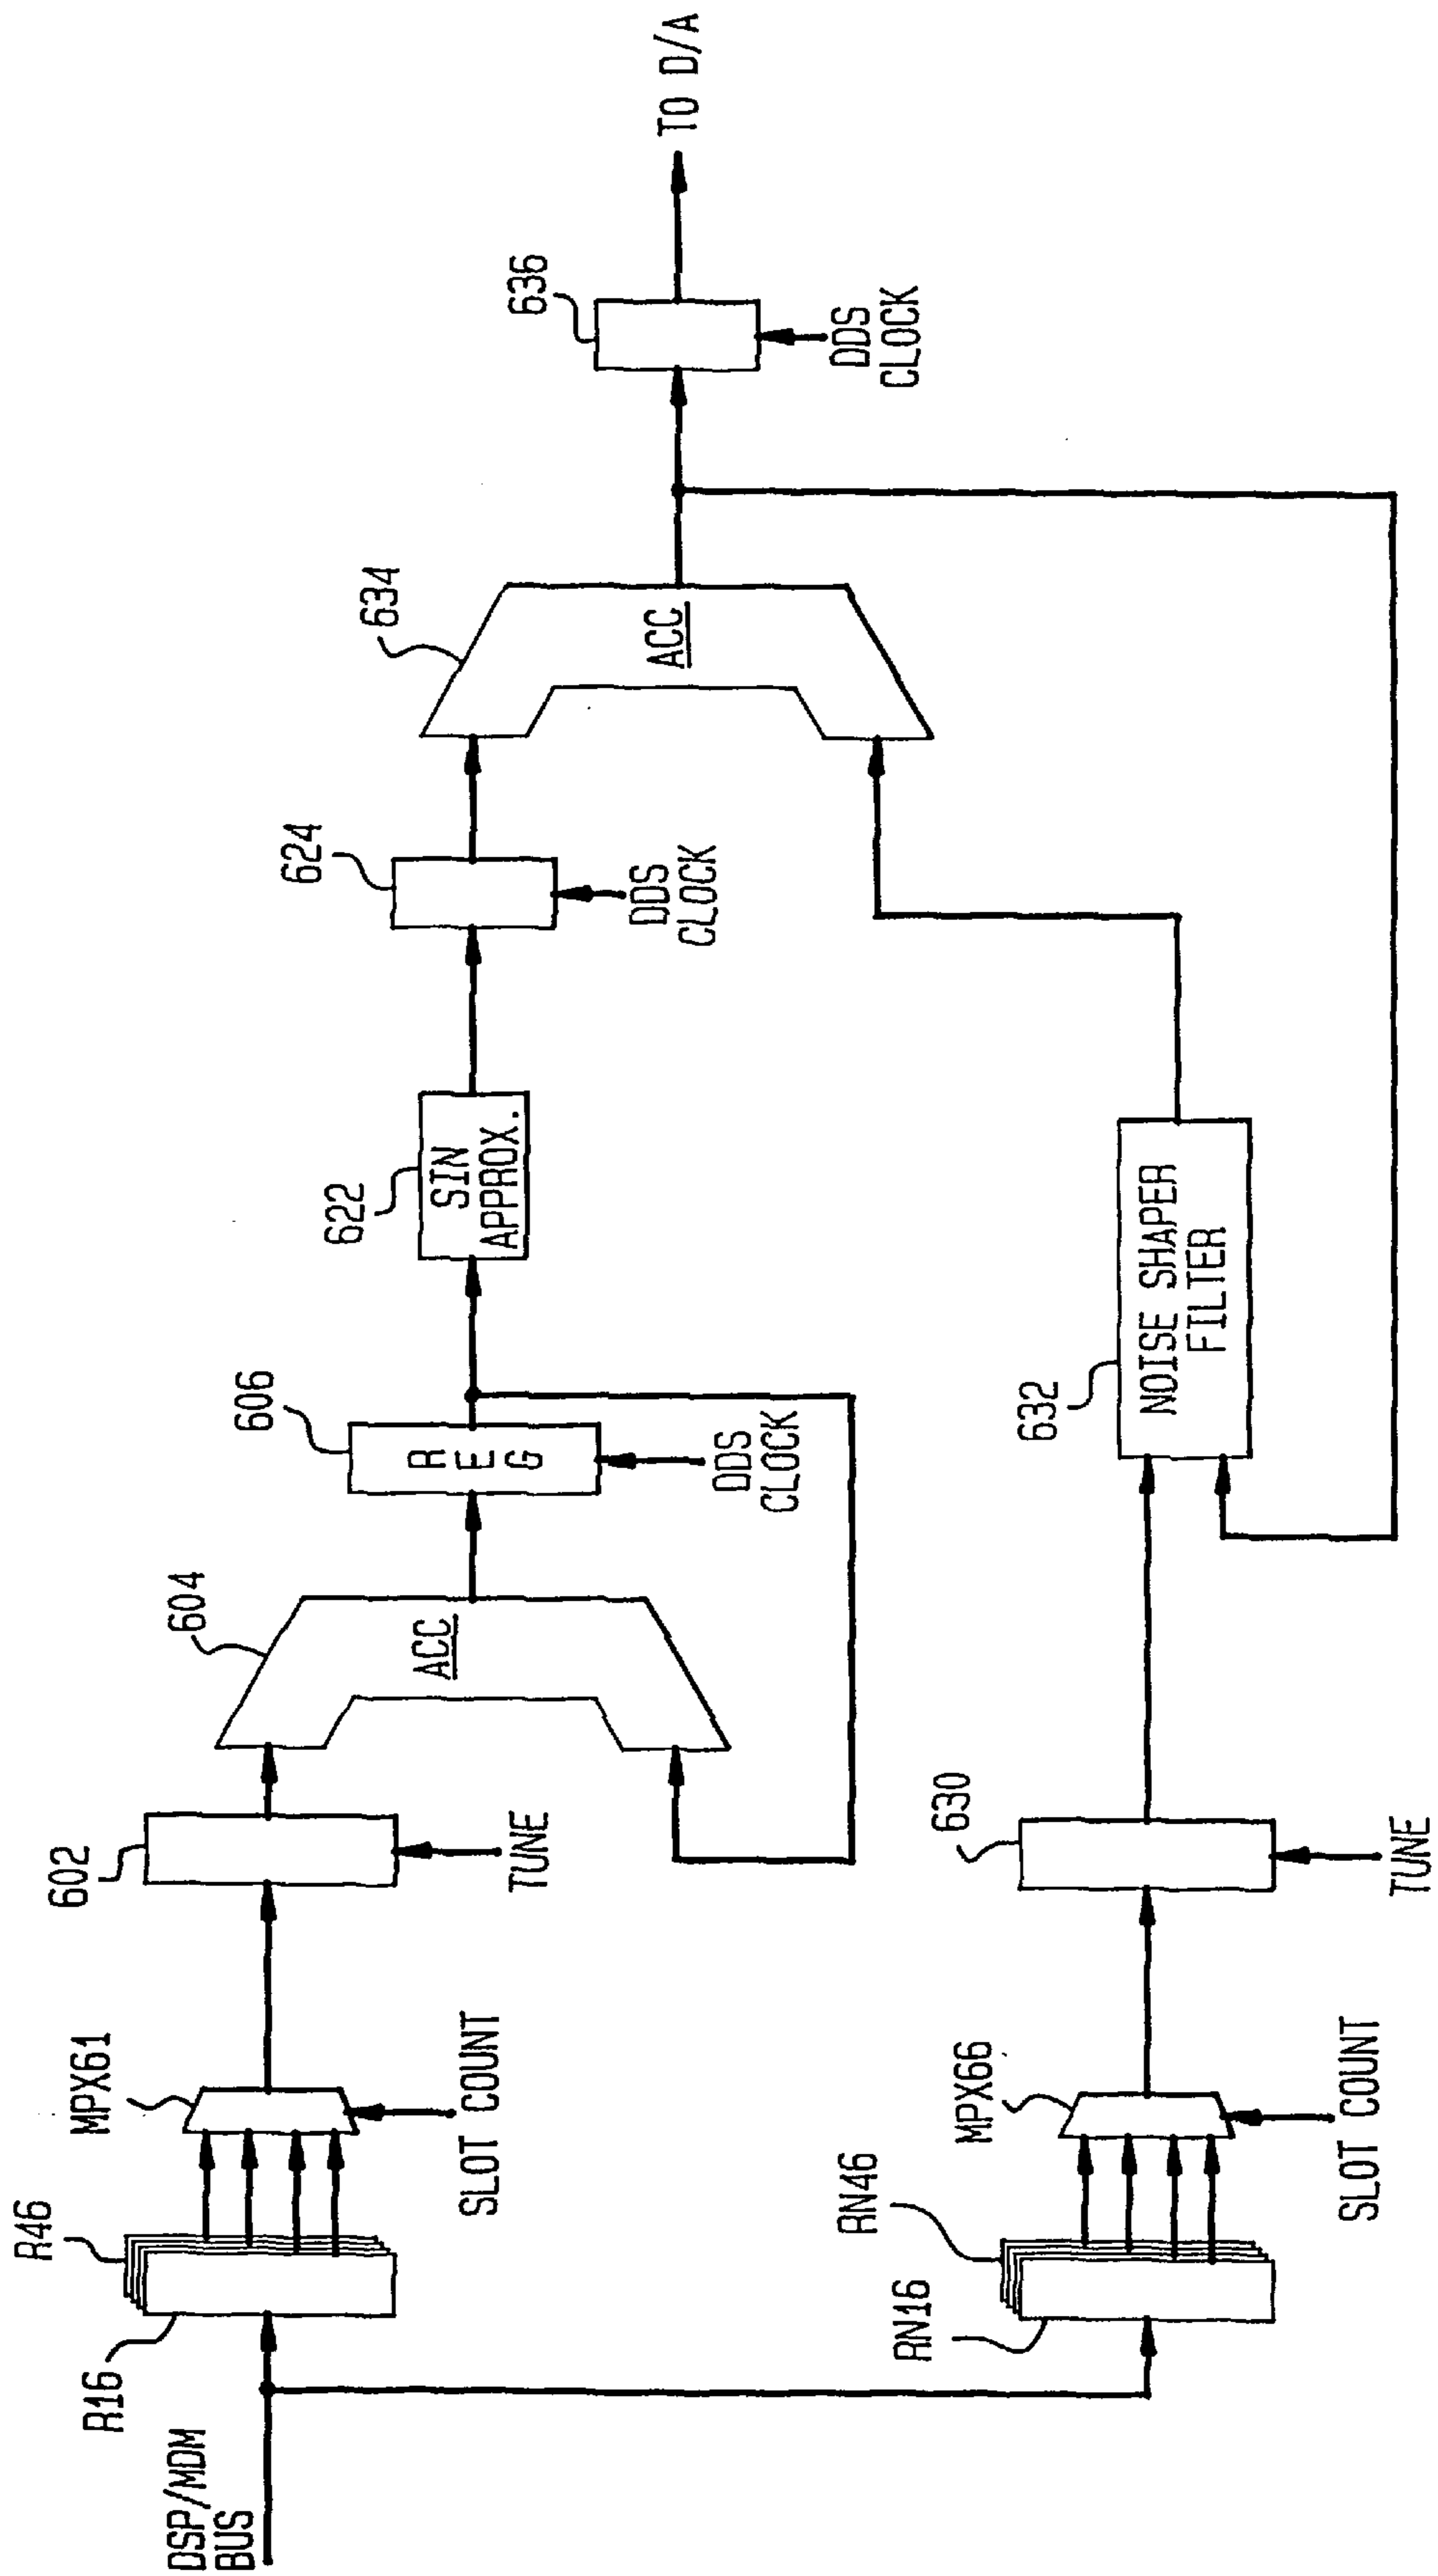 DSP/MDM
BUS
R16
R46
MPX61
SLOT COUNT
602
TUNE
604
ACC
606
R
E
G
DDS
CLOCK
622
SIN
APPROX.
624
DDS
CLOCK
634
ACC
636
DDS
CLOCK
TO D/A
RN16
RN46
MPX66
SLOT COUNT
630
TUNE
632
NOISE SHAPER
FILTER